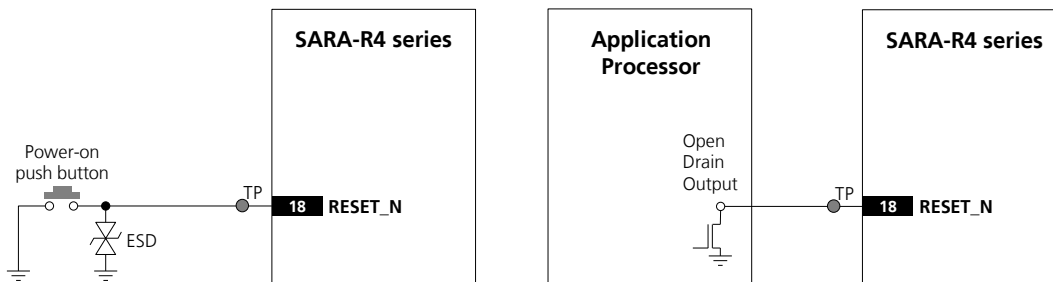 SARA-R4 series
Power-on
push button
ESD
TP
18 RESET_N
Application
Processor
Open
Drain
Output
SARA-R4 series
TP
18 RESET_N